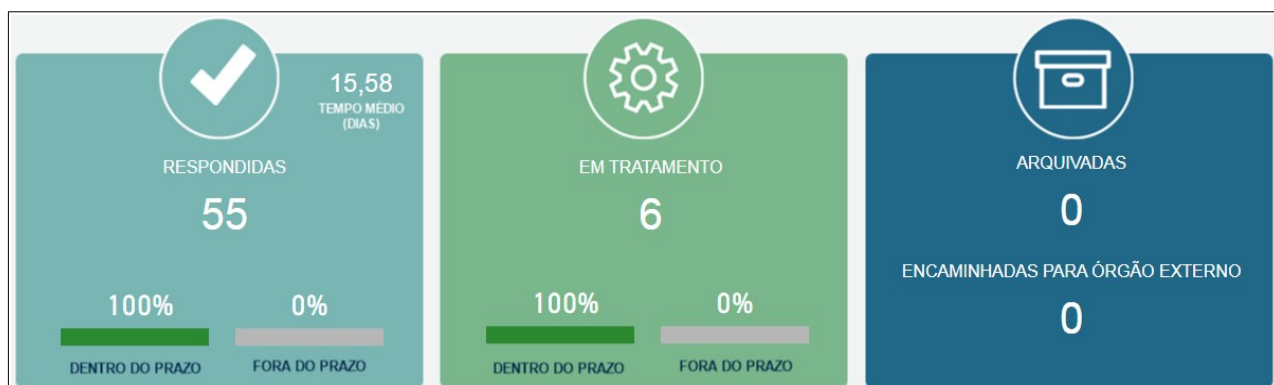 15,58
TEMPO MÉDIO
(DIAS)
RESPONDIDAS
55
100%
0%
DENTRO DO PRAZO
FORA DO PRAZO
EM TRATAMENTO
6
100%
0%
DENTRO DO PRAZO
FORA DO PRAZO
ARQUIVADAS
0
ENCAMINHADAS PARA ÓRGÃO EXTERNO
0